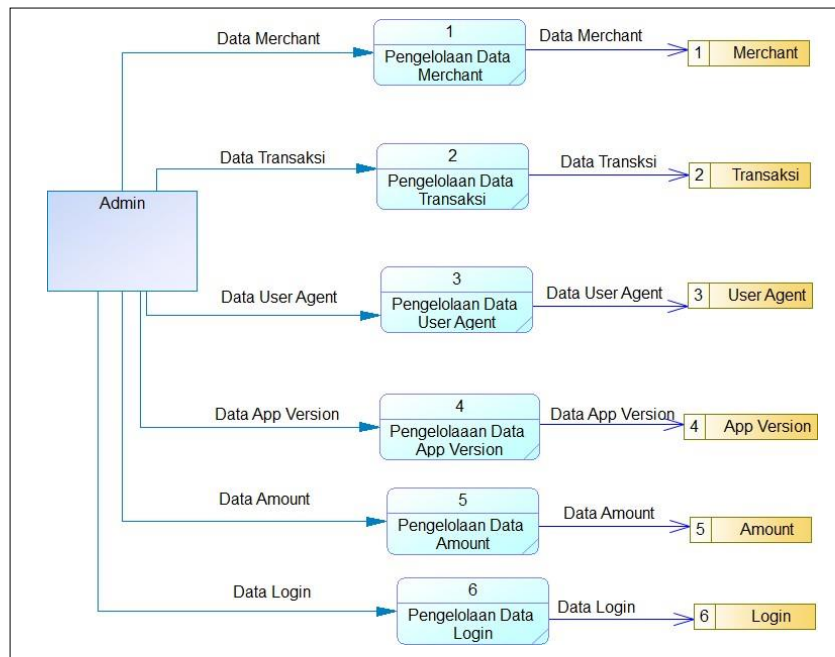 Data Merchant
1
Pengelolaan Data
Merchant
Data Merchant
1 Merchant
Data Transaksi
2
Pengelolaan Data
Transaksi
Data Transksi
2 Transaksi
Admin
Data User Agent
3
Pengelolaan Data
User Agent
Data User Agent
3 User Agent
Data App Version
4
Pengelolaaan Data
App Version
Data App Version
4 App Version
Data Amount
5
Pengelolaan Data
Amount
Data Amount
5 Amount
Data Login
6
Pengelolaan Data
Login
Data Login
6 Login